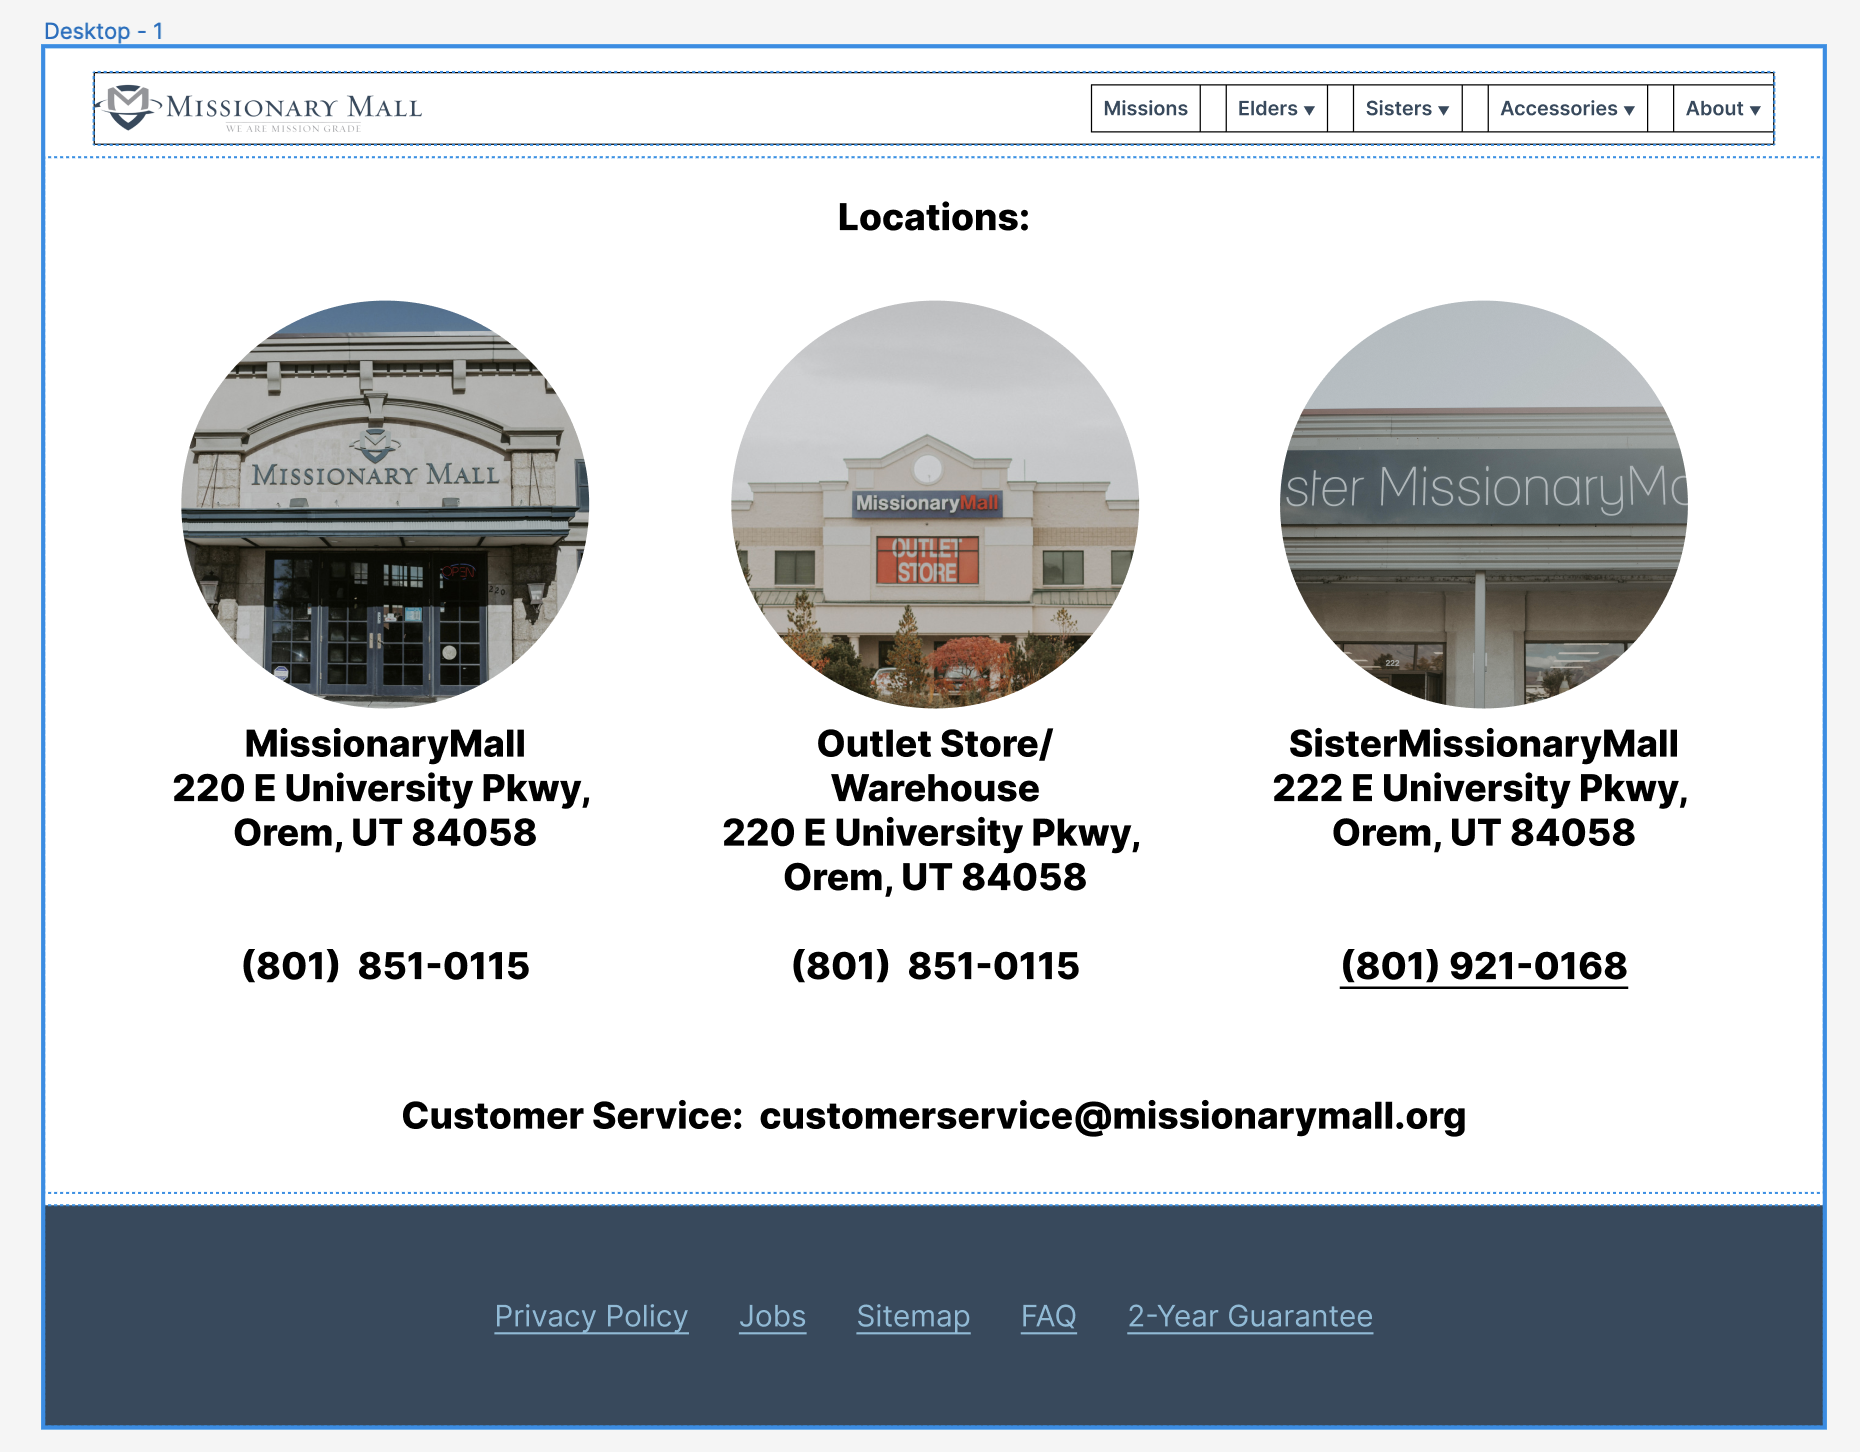 Desktop - 1
MISSIONARY MALL
WE ARE MISSION GRADE
Missions Elders ▼ Sisters ▼ Accessories ▼ About ▼
Locations:
MISSIONARY MALL
OPEN
220
MissionaryMall
OUTLET
STORE
ster MissionaryMa
222
MissionaryMall
220 E University Pkwy,
Orem, UT 84058
(801) 851-0115
Outlet Store/
Warehouse
220 E University Pkwy,
Orem, UT 84058
(801) 851-0115
SisterMissionaryMall
222 E University Pkwy,
Orem, UT 84058
(801) 921-0168
Customer Service: customerservice@missionarymall.org
Privacy Policy Jobs Sitemap FAQ 2-Year Guarantee